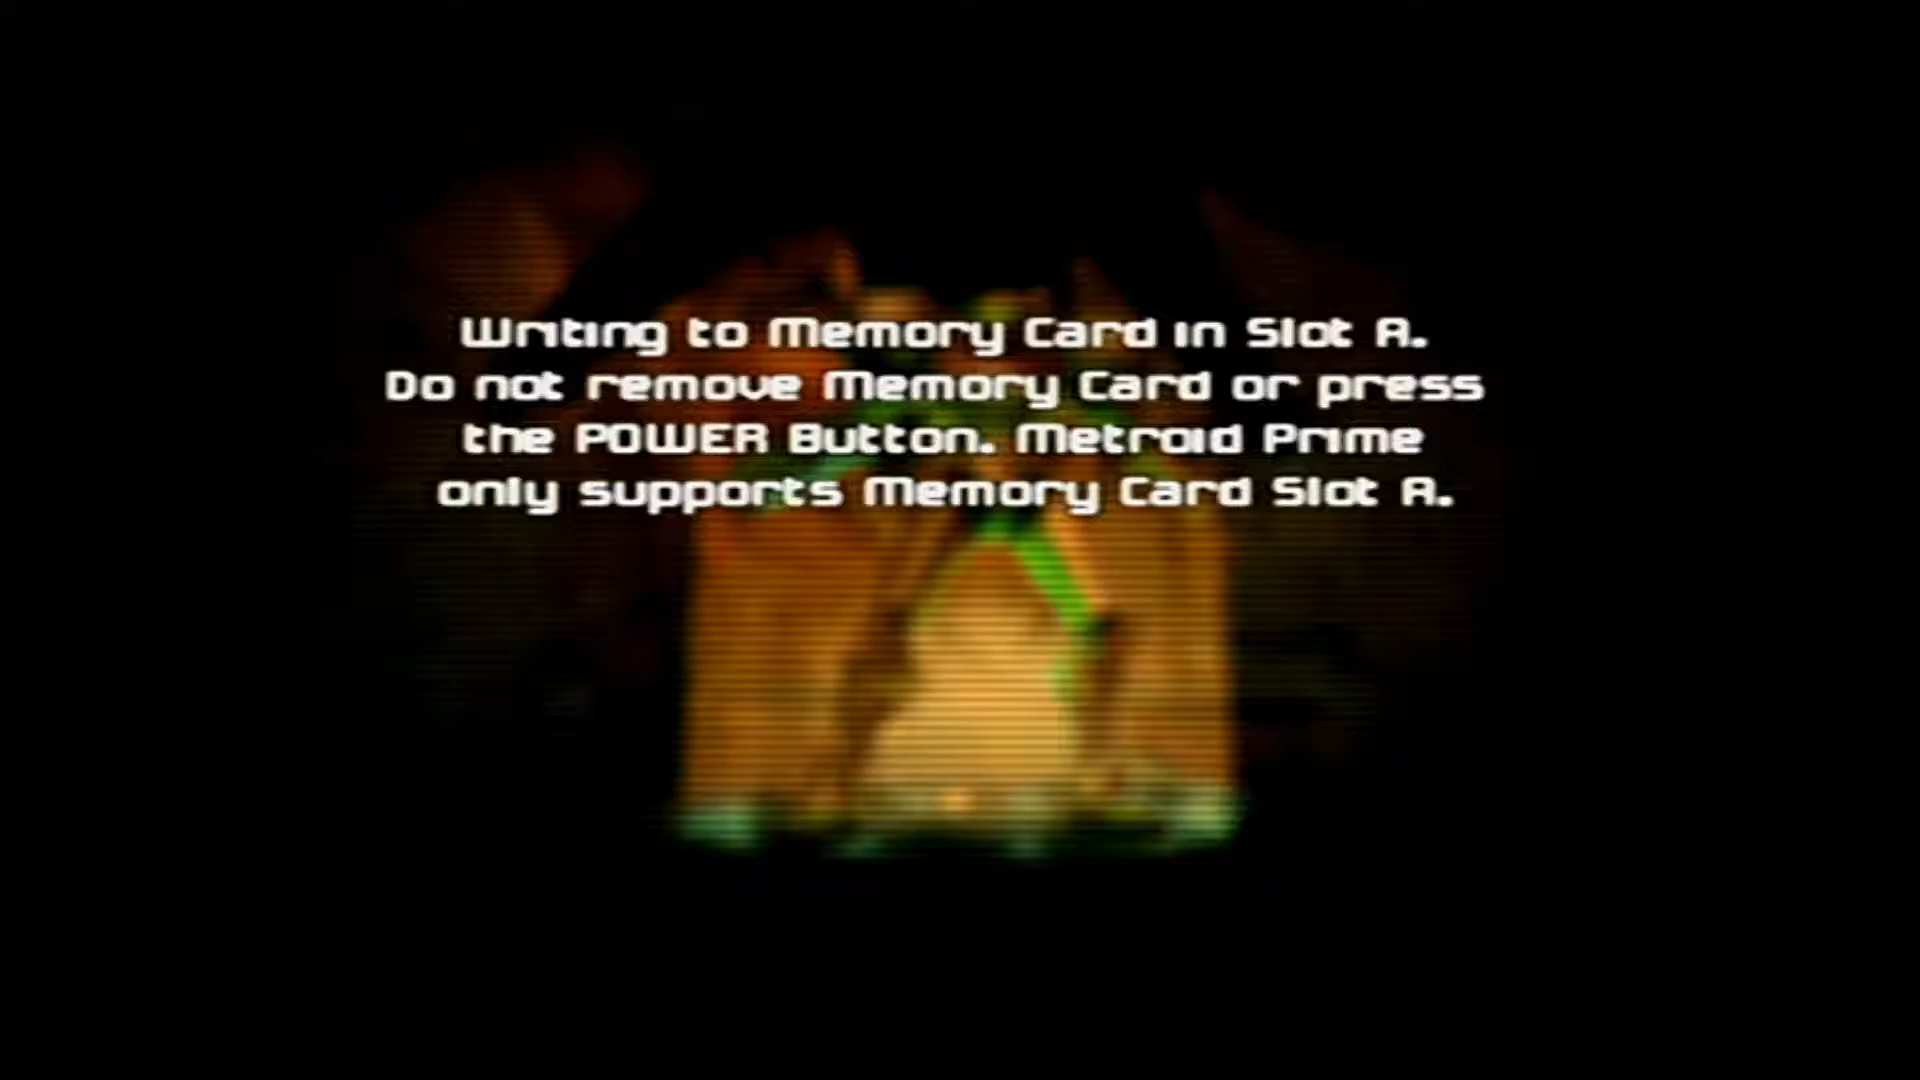 Writing to Memory Card in Slot A.
Do not remove Memory Card or press
the POWER Button. Metroid Prime
only supports Memory Card Slot A.